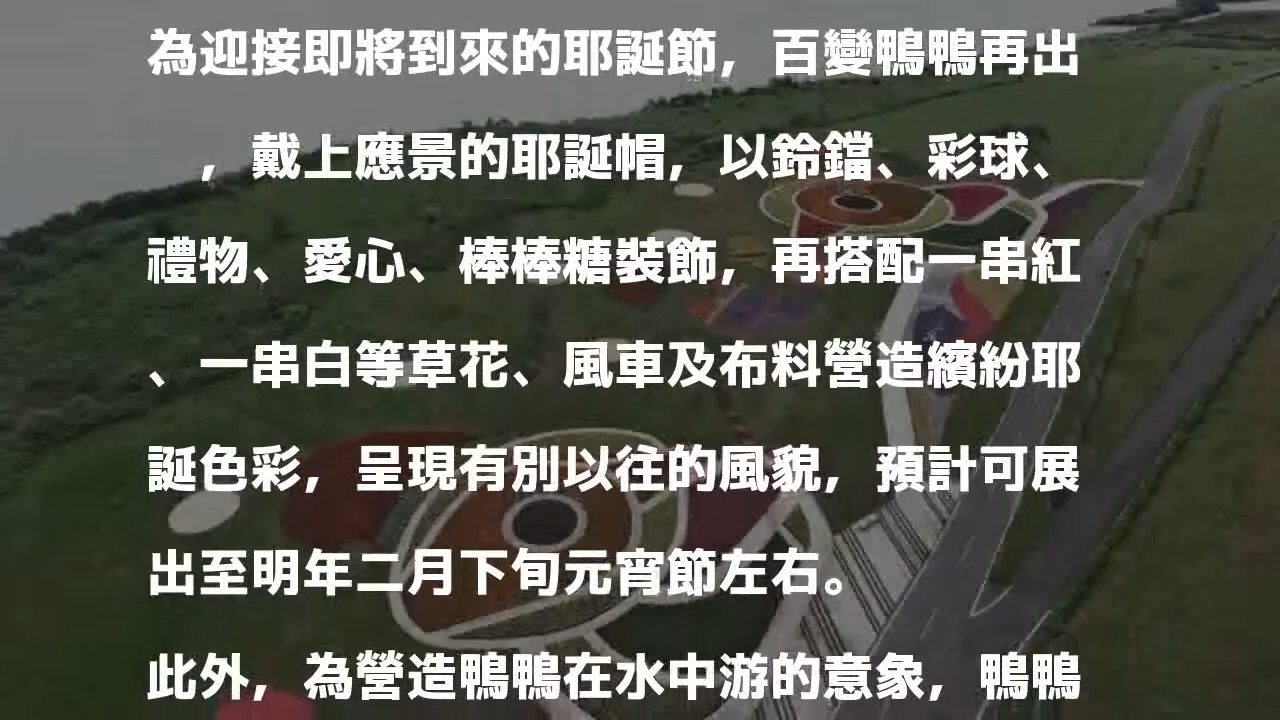 為迎接即將到來的耶誕節，百變鴨鴨再出
，戴上應景的耶誕帽，以鈴鐺、彩球、
禮物、愛心、棒棒糖裝飾，再搭配一串紅
、一串白等草花、風車及布料營造繽紛耶
誕色彩，呈現有別以往的風貌，預計可展
出至明年二月下旬元宵節左右。
此外，為營造鴨鴨在水中游的意象，鴨鴨